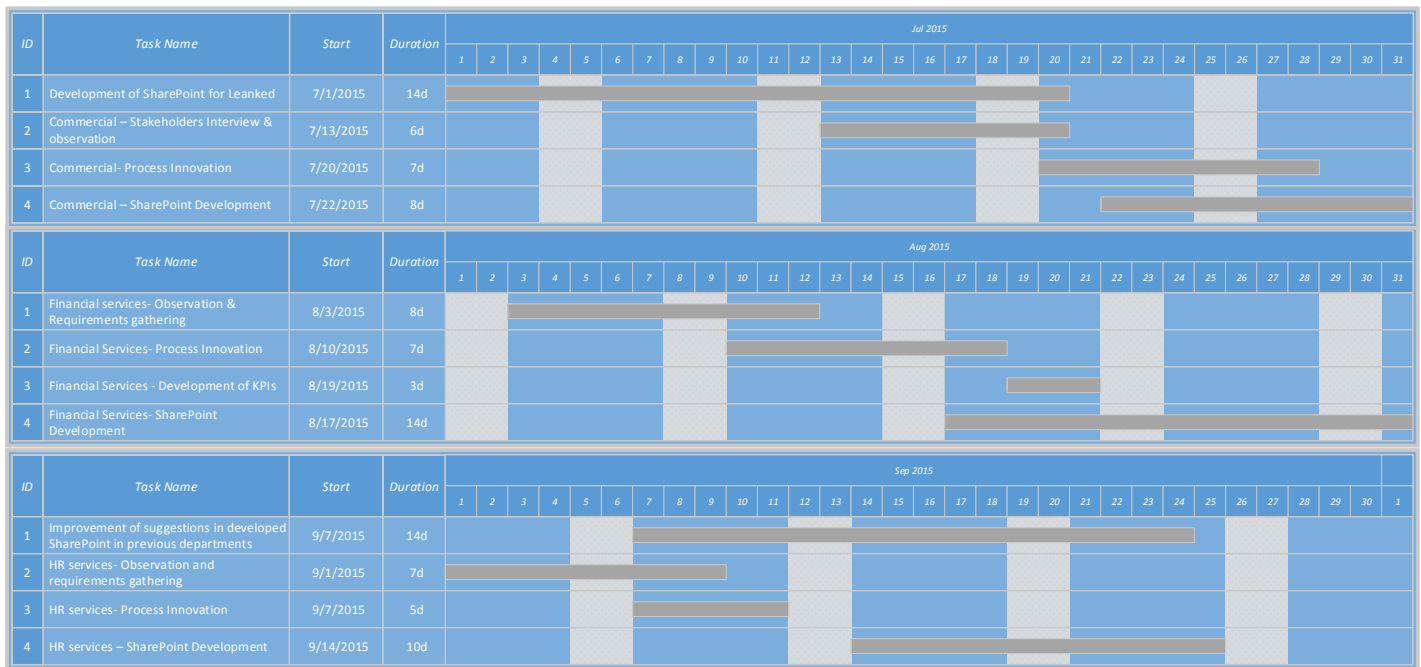 ID Task Name Start Duration Jul 2015
1 2 3 4 5 6 7 8 9 10 11 12 13 14 15 16 17 18 19 20 21 22 23 24 25 26 27 28 29 30 31
1 Development of SharePoint for Leanked 7/1/2015 14d
2 Commercial – Stakeholders Interview &
observation 7/13/2015 6d
3 Commercial- Process Innovation 7/20/2015 7d
4 Commercial – SharePoint Development 7/22/2015 8d
ID Task Name Start Duration Aug 2015
1 2 3 4 5 6 7 8 9 10 11 12 13 14 15 16 17 18 19 20 21 22 23 24 25 26 27 28 29 30 31
1 Financial services- Observation &
Requirements gathering 8/3/2015 8d
2 Financial Services- Process Innovation 8/10/2015 7d
3 Financial Services - Development of KPIs 8/19/2015 3d
4 Financial Services- SharePoint
Development 8/17/2015 14d
ID Task Name Start Duration Sep 2015
1 2 3 4 5 6 7 8 9 10 11 12 13 14 15 16 17 18 19 20 21 22 23 24 25 26 27 28 29 30 1
1 Improvement of suggestions in developed
SharePoint in previous departments 9/7/2015 14d
2 HR services- Observation and
requirements gathering 9/1/2015 7d
3 HR services- Process Innovation 9/7/2015 5d
4 HR services – SharePoint Development 9/14/2015 10d